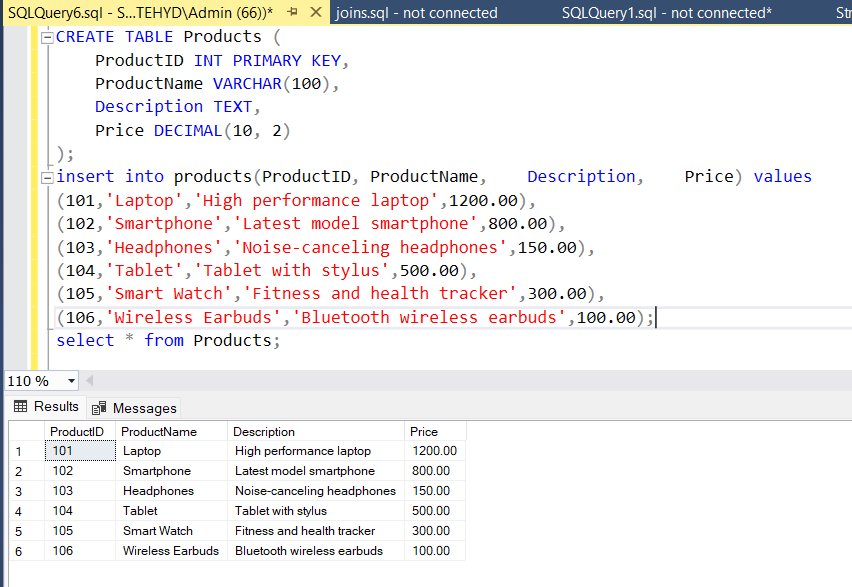 SQLQuery6.sql - S...TEHYD\Admin (66))* joins.sql - not connected SQLQuery1.sql - not connected* Str
CREATE TABLE Products (
ProductID INT PRIMARY KEY,
ProductName VARCHAR(100),
Description TEXT,
Price DECIMAL(10, 2)
);
insert into products(ProductID, ProductName, Description, Price) values
(101,'Laptop','High performance laptop',1200.00),
(102,'Smartphone','Latest model smartphone',800.00),
(103,'Headphones','Noise-canceling headphones',150.00),
(104,'Tablet','Tablet with stylus',500.00),
(105,'Smart Watch','Fitness and health tracker',300.00),
(106,'Wireless Earbuds','Bluetooth wireless earbuds',100.00);
select * from Products;
110 %
Results Messages
ProductID ProductName Description Price
1 101 Laptop High performance laptop 1200.00
2 102 Smartphone Latest model smartphone 800.00
3 103 Headphones Noise-canceling headphones 150.00
4 104 Tablet Tablet with stylus 500.00
5 105 Smart Watch Fitness and health tracker 300.00
6 106 Wireless Earbuds Bluetooth wireless earbuds 100.00